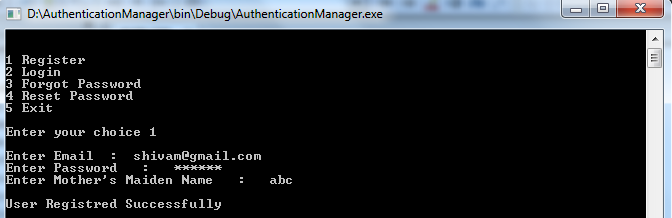 D:\AuthenticationManager\bin\Debug\AuthenticationManager.exe
1 Register
2 Login
3 Forgot Password
4 Reset Password
5 Exit
Enter your choice 1
Enter Email : shivam@gmail.com
Enter Password : ******
Enter Mother's Maiden Name : abc
User Registred Successfully